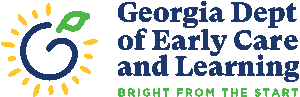 Georgia Dept
of Early Care
and Learning
BRIGHT FROM THE START